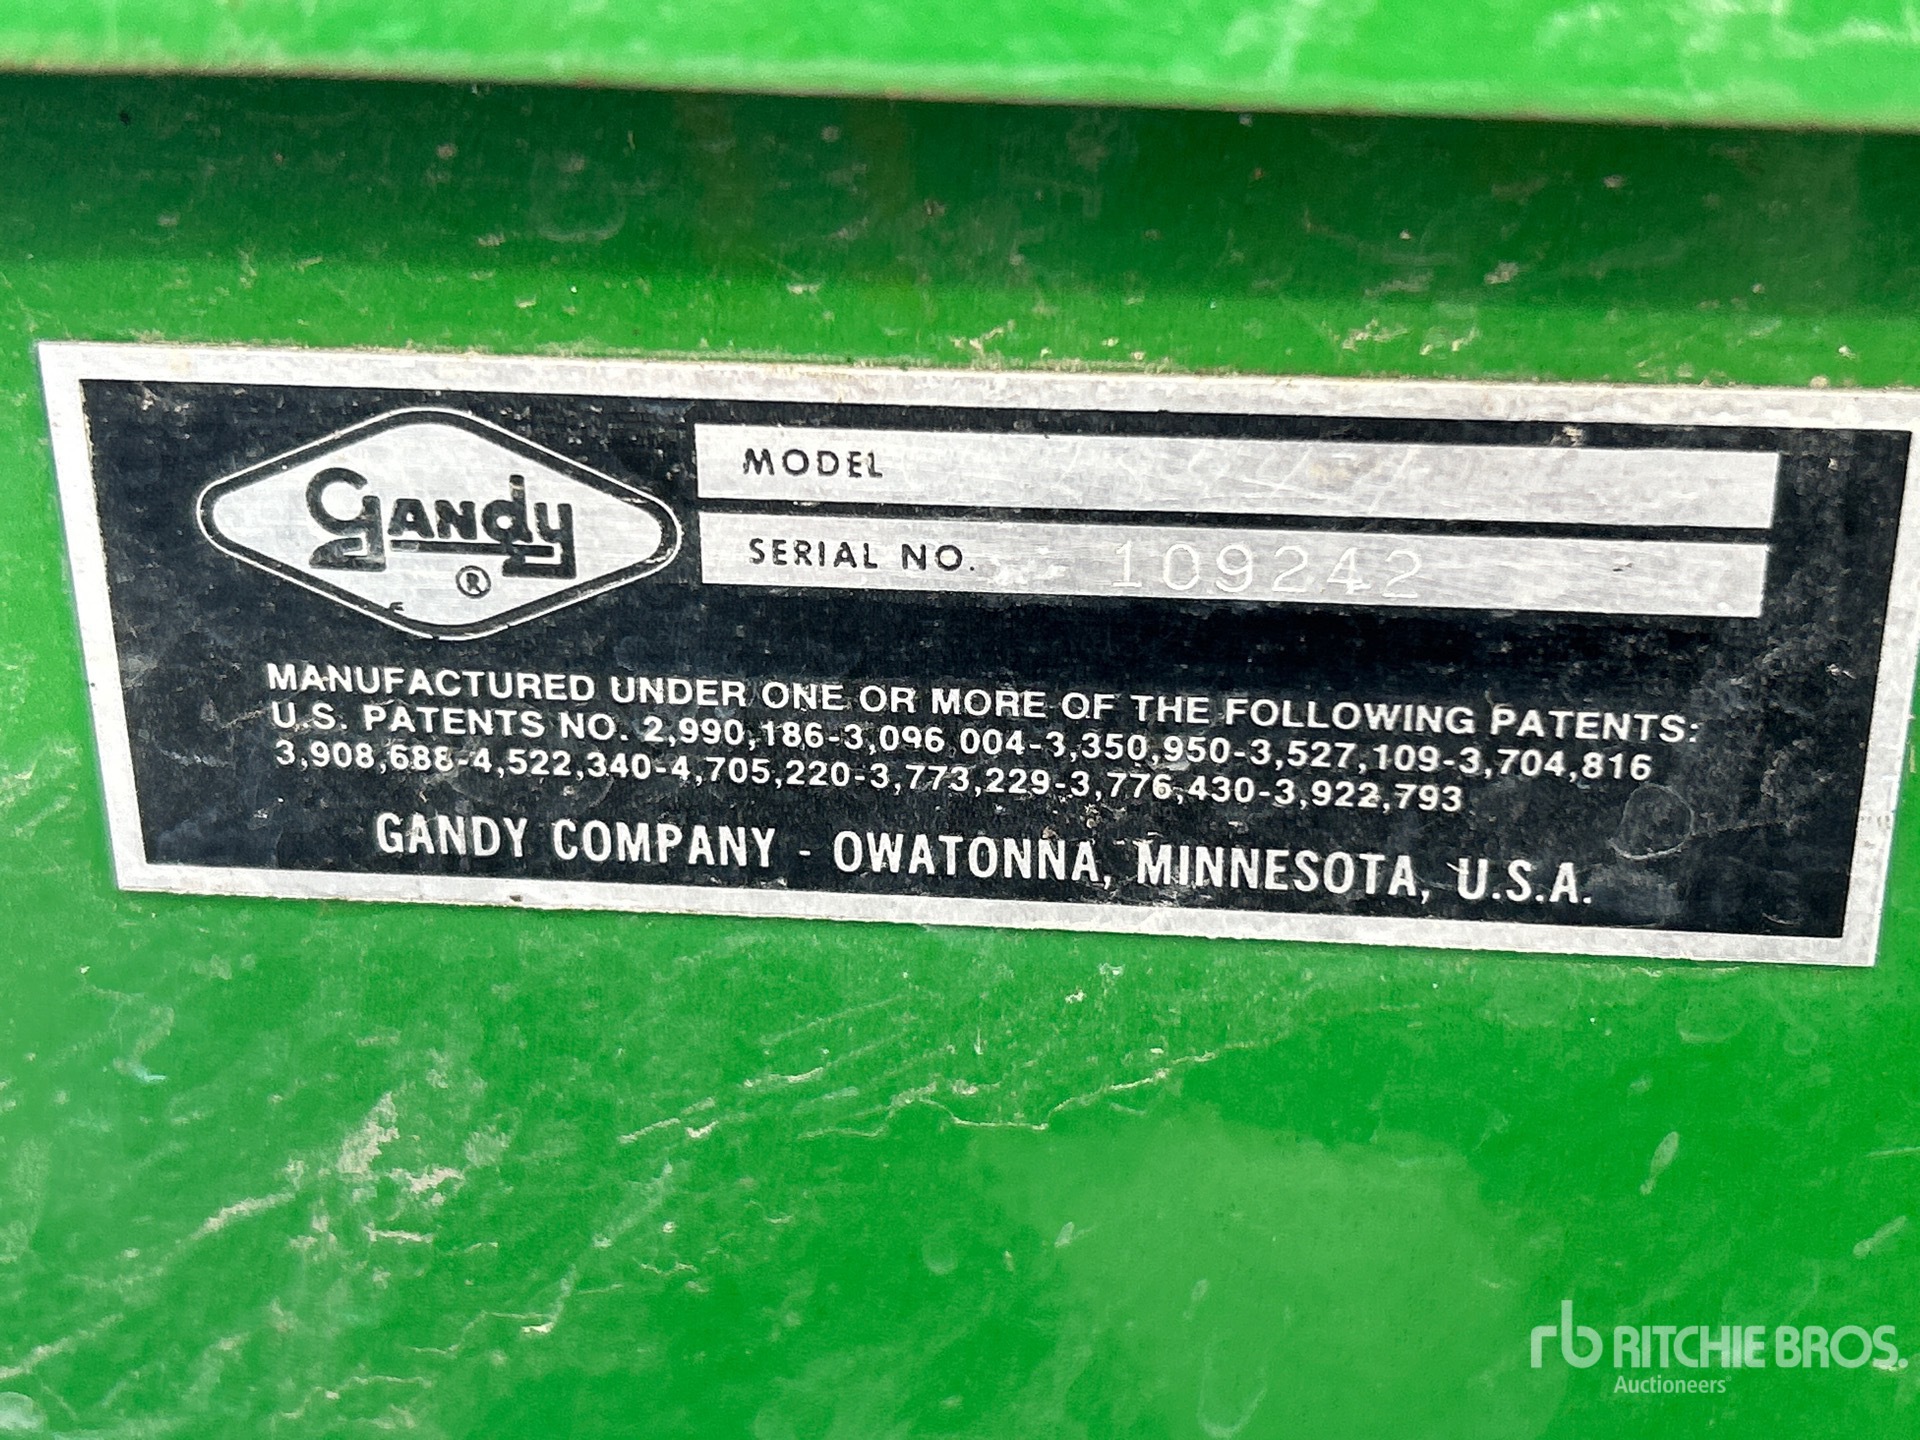 Gandy
®
MODEL
SERIAL NO. 109242
MANUFACTURED UNDER ONE OR MORE OF THE FOLLOWING PATENTS:
U.S. PATENTS NO. 2,990,186-3,096,004-3,350,950-3,527,109-3,704,816
3,908,688-4,522,340-4,705,220-3,773,229-3,776,430-3,922,793
GANDY COMPANY - OWATONNA, MINNESOTA, U.S.A.
rb RITCHIE BROS.
Auctioneers